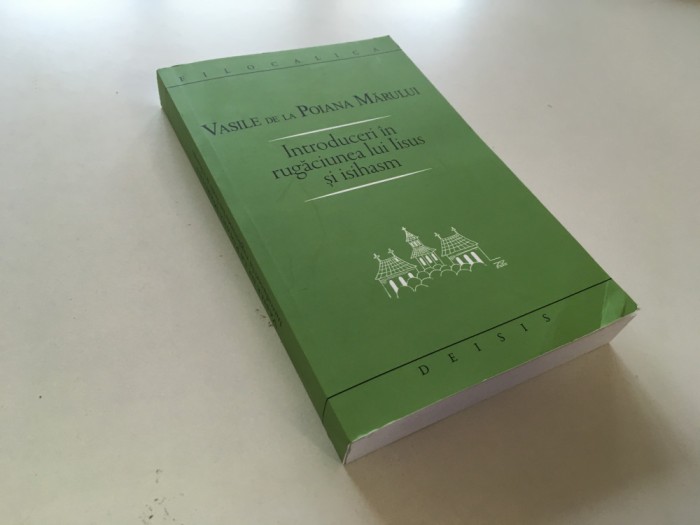 FILOCALICA
VASILE DE LA POIANA MĂRULUI
Introduceri în
rugăciunea lui Iisus
și isihasm
DEISIS